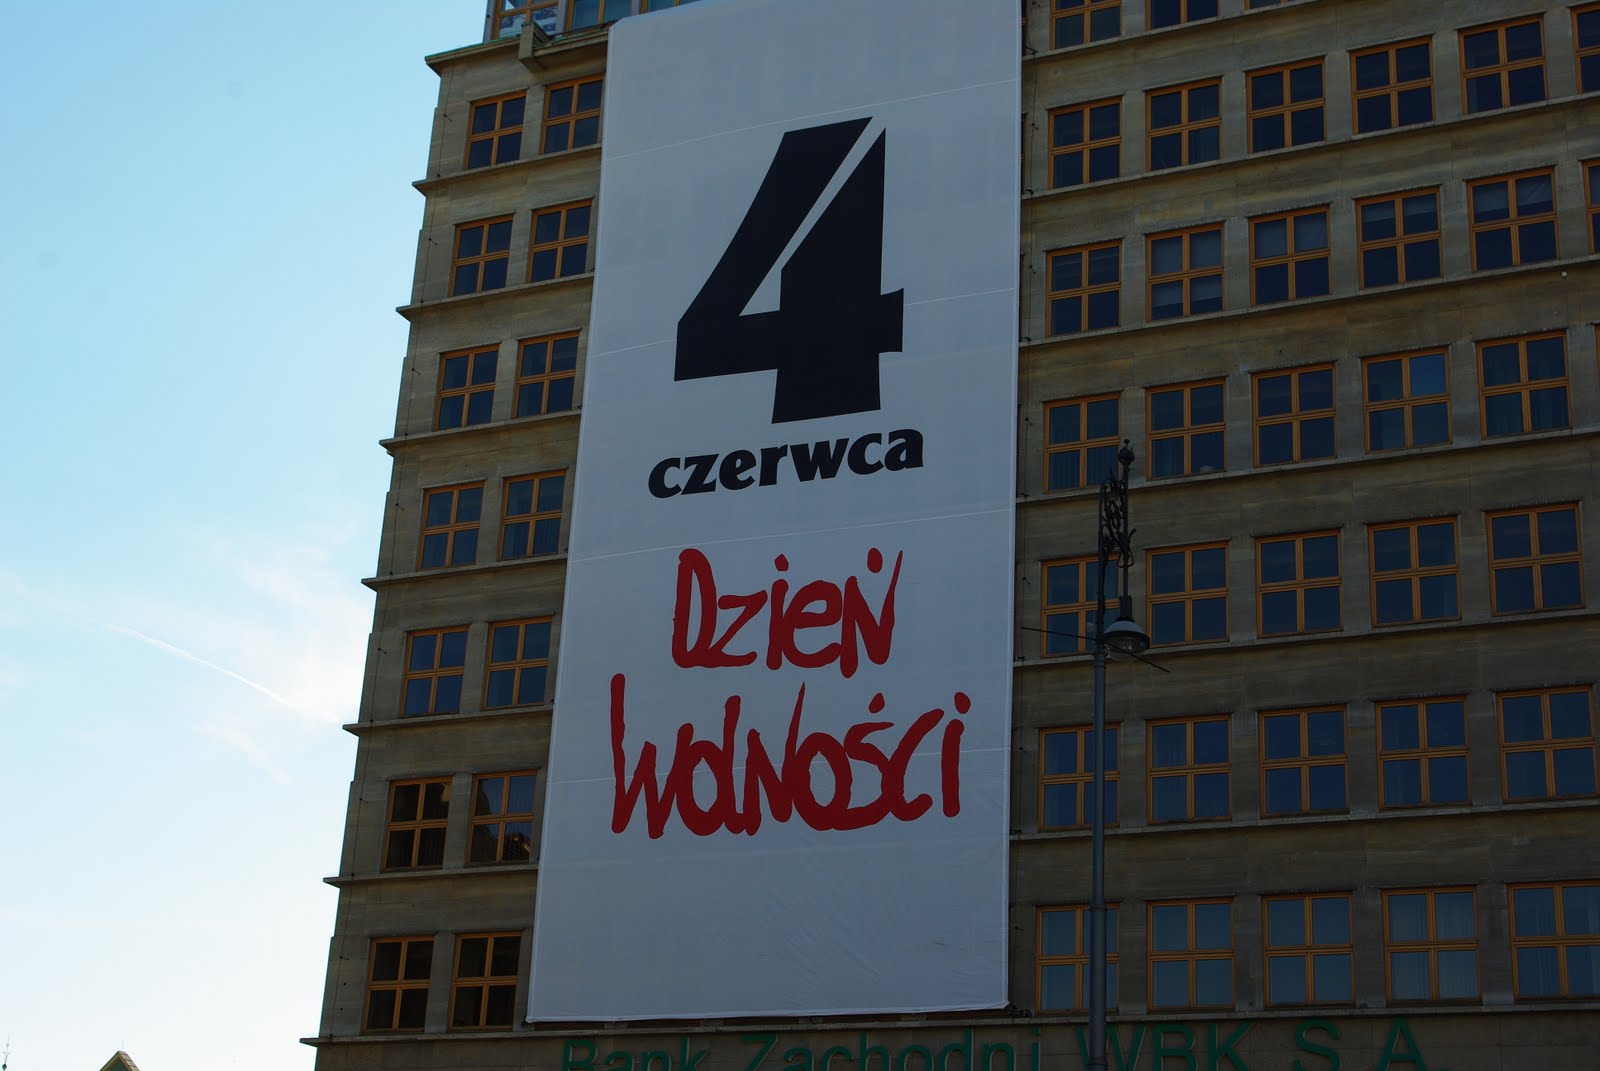 4
czerwca
Dzień
Wolności
Bank Zachodni WBK S.A.